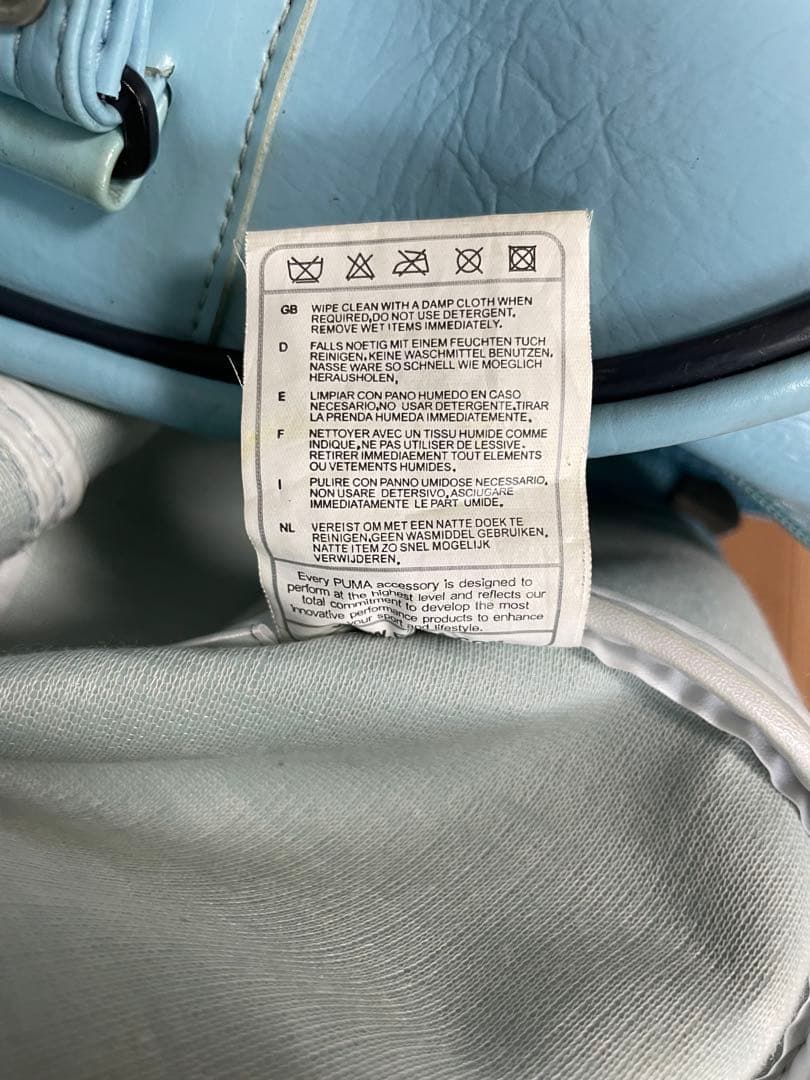 GB WIPE CLEAN WITH A DAMP CLOTH WHEN
REQUIRED,DO NOT USE DETERGENT.
REMOVE WET ITEMS IMMEDIATELY.
D FALLS NOETIG MIT EINEM FEUCHTEN TUCH
REINIGEN,KEINE WASCHMITTEL BENUTZEN,
NASSE WARE SO SCHNELL WIE MOEGLICH
HERAUSHOLEN,
E LIMPIAR CON PANO HUMEDO EN CASO
NECESARIO,NO USAR DETERGENTE,TIRAR
LA PRENDA HUMEDA IMMEDIATEMENTE.
F NETTOYER AVEC UN TISSU HUMIDE COMME
INDIQUE,NE PAS UTILISER DE LESSIVE.
RETIRER IMMEDIAEMENT TOUT ELEMENTS
OU VETEMENTS HUMIDES.
I PULIRE CON PANNO UMIDOSE NECESSARIO,
NON USARE DETERSIVO,ASCIUGARE
IMMEDIATAMENTE LE PART UMIDE,
NL VEREIST OM MET EEN NATTE DOEK TE
REINIGEN,GEEN WASMIDDEL GEBRUIKEN,
NATTE ITEM ZO SNEL MOGELIJK
VERWIJDEREN,
Every PUMA accessory is designed to
perform at the highest level and reflects our
total commitment to develop the most
innovative performance products to enhance
your sport and lifestyle.